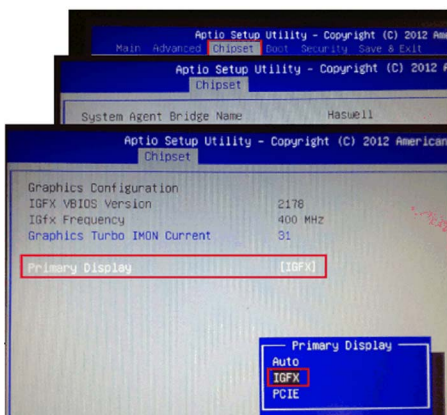 Aptio Setup Utility - Copyright (C) 2012 Ame
Main Advanced Chipset Boot Security Save & Exit
Aptio Setup Utility - Copyright (C) 2012 A
Chipset
System Agent Bridge Name Haswell
Aptio Setup Utility - Copyright (C) 2012 American
Chipset
Graphics Configuration
IGFX VBIOS Version 2178
IGfx Frequency 400 MHz
Graphics Turbo IMON Current 31
Primary Display [IGFX]
Primary Display
Auto
IGFX
PCIE